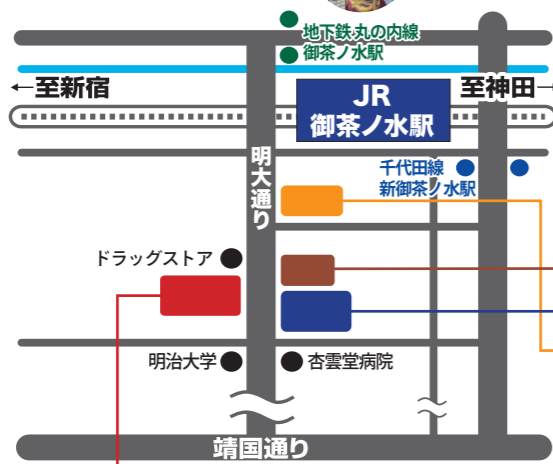 地下鉄 丸の内線
御茶ノ水駅
←至新宿
JR
御茶ノ水駅
至神田→
明大通り
千代田線
新御茶ノ水駅
ドラッグストア
明治大学
杏雲堂病院
靖国通り